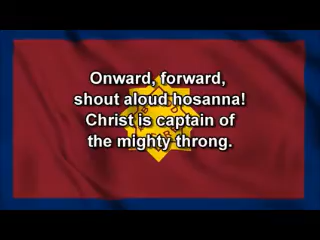 Onward, forward,
shout aloud hosanna!
Christ is captain of
the mighty throng.